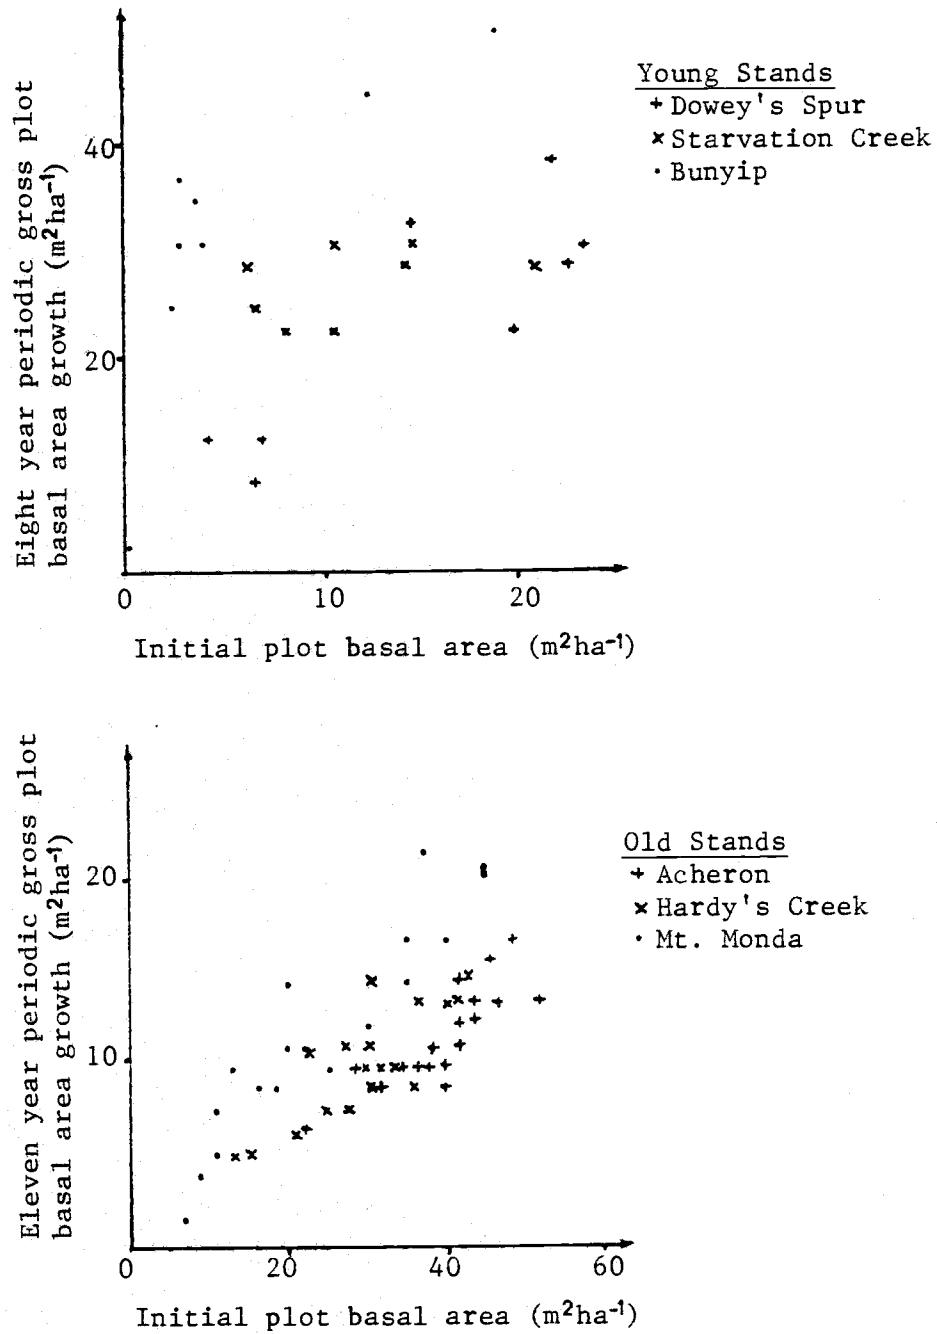 Eight year periodic gross plot
basal area growth (m²ha⁻¹)
40
20
0
10
20
Initial plot basal area (m²ha⁻¹)
Young Stands
+ Dowey's Spur
× Starvation Creek
· Bunyip
Eleven year periodic gross plot
basal area growth (m²ha⁻¹)
20
10
0
20
40
60
Initial plot basal area (m²ha⁻¹)
Old Stands
+ Acheron
× Hardy's Creek
· Mt. Monda